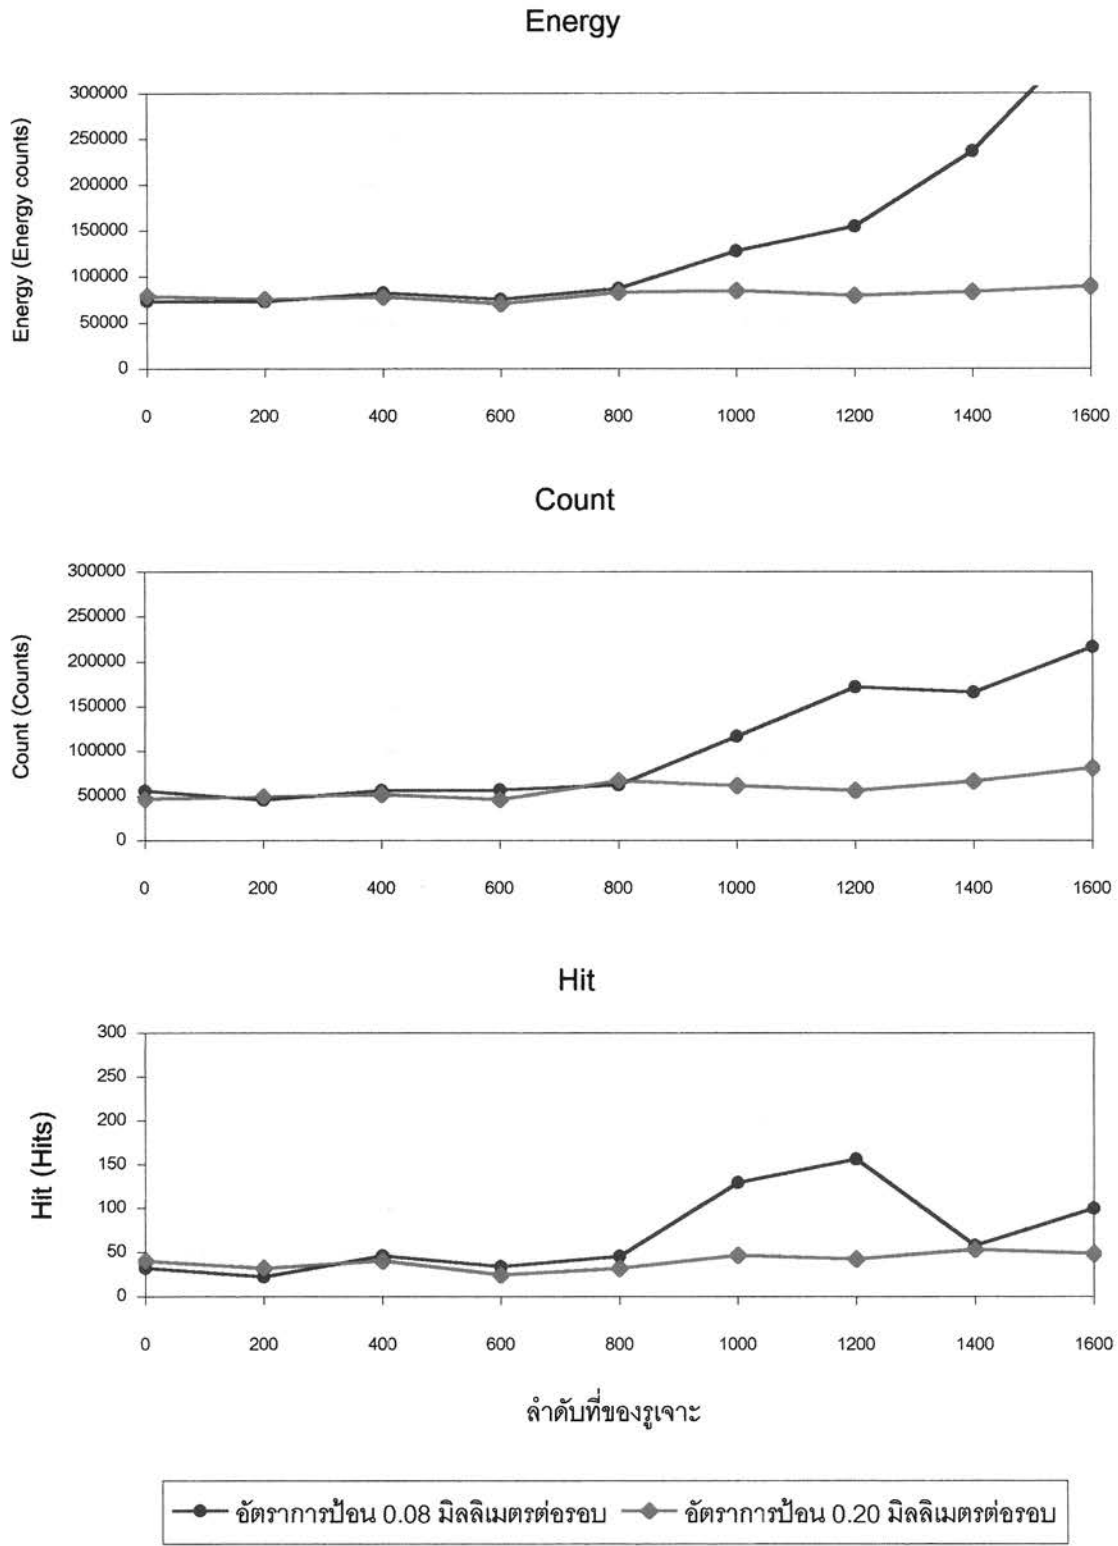 Energy
Energy (Energy counts)
300000
250000
200000
150000
100000
50000
0
0 200 400 600 800 1000 1200 1400 1600
Count
Count (Counts)
300000
250000
200000
150000
100000
50000
0
0 200 400 600 800 1000 1200 1400 1600
Hit
Hit (Hits)
300
250
200
150
100
50
0
0 200 400 600 800 1000 1200 1400 1600
ลำดับที่ของรูเจาะ
อัตราการป้อน 0.08 มิลลิเมตรต่อรอบ อัตราการป้อน 0.20 มิลลิเมตรต่อรอบ